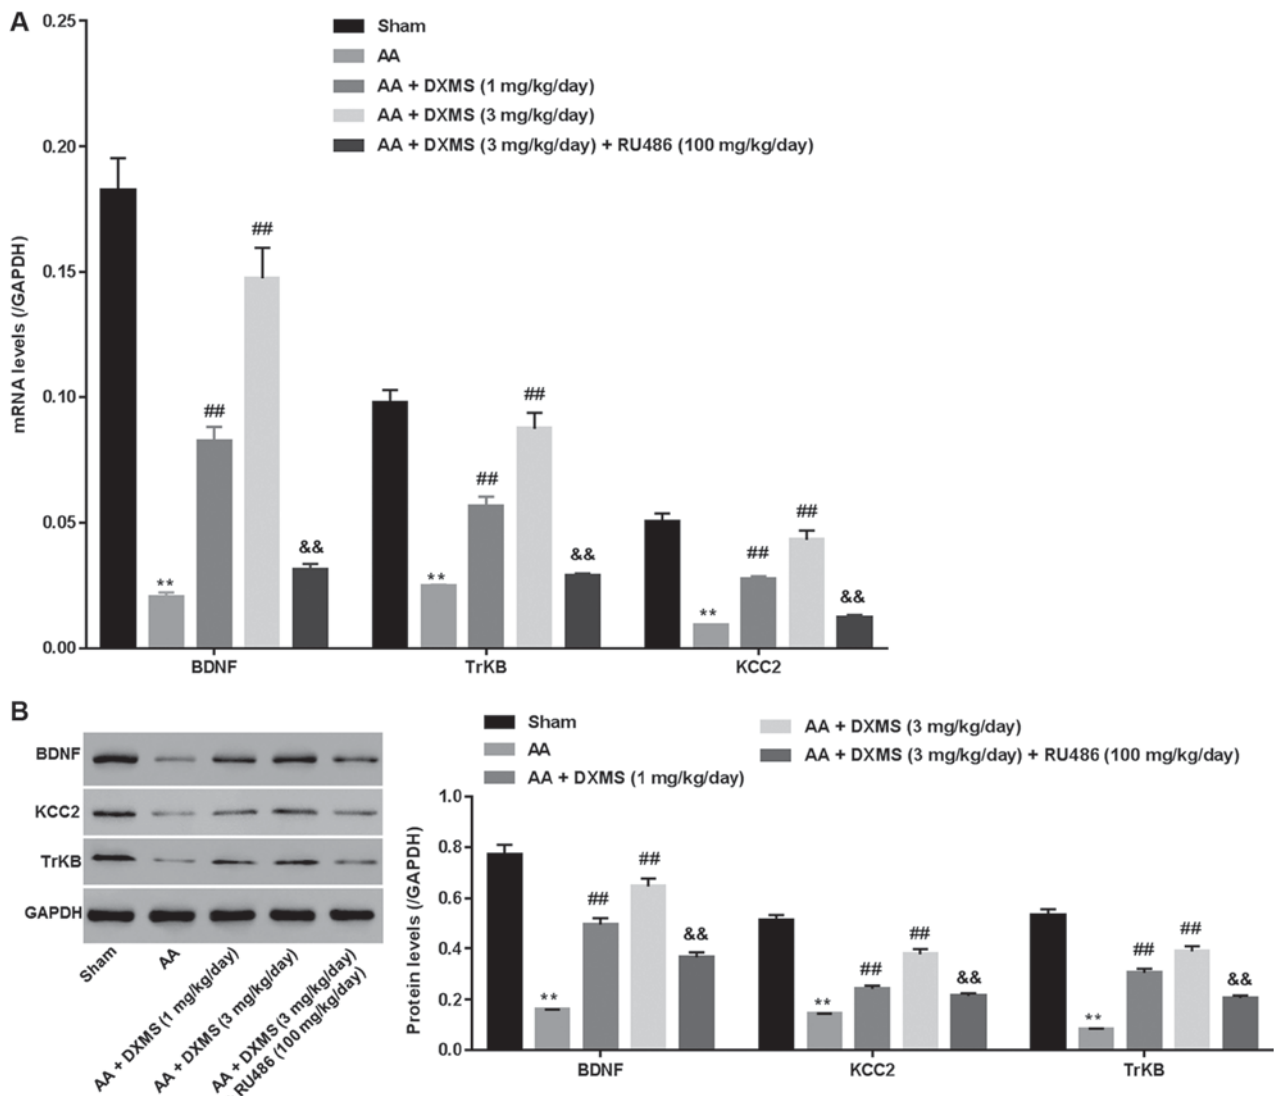 A
Sham
AA
AA + DXMS (1 mg/kg/day)
AA + DXMS (3 mg/kg/day)
AA + DXMS (3 mg/kg/day) + RU486 (100 mg/kg/day)
mRNA levels (/GAPDH)
0.25
0.20
0.15
0.10
0.05
0.00
** ## ## &&
** ## ## &&
** ## ## &&
BDNF TrKB KCC2
B
BDNF
KCC2
TrKB
GAPDH
Sham
AA
AA + DXMS (1 mg/kg/day)
AA + DXMS (3 mg/kg/day)
AA + DXMS (3 mg/kg/day)
RU486 (100 mg/kg/day)
Sham
AA
AA + DXMS (1 mg/kg/day)
AA + DXMS (3 mg/kg/day)
AA + DXMS (3 mg/kg/day) + RU486 (100 mg/kg/day)
Protein levels (/GAPDH)
1.0
0.8
0.6
0.4
0.2
0.0
** ## ## &&
** ## ## &&
** ## ## &&
BDNF KCC2 TrKB